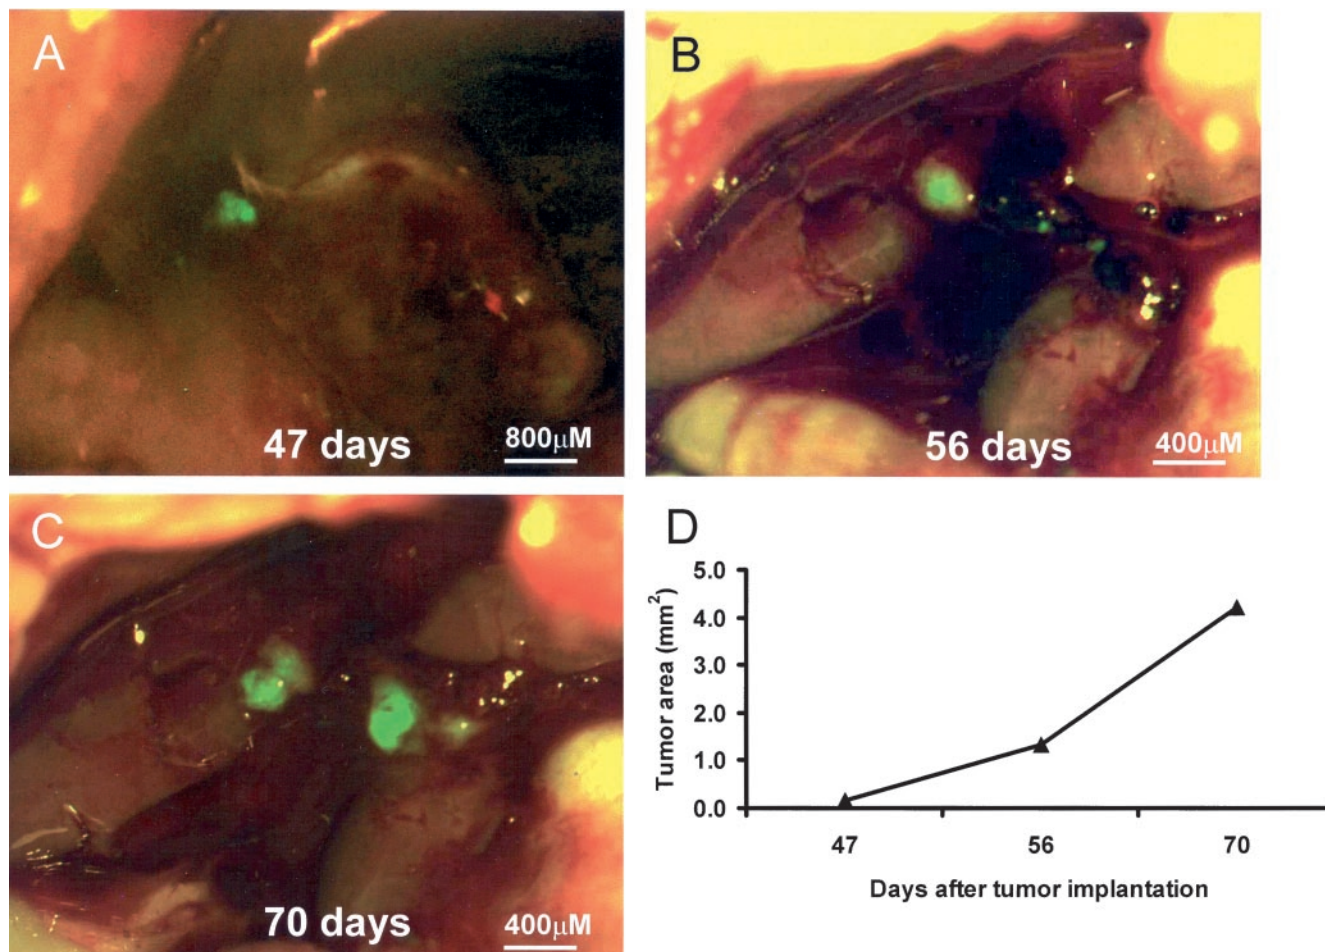 A
47 days
800μM
B
56 days
400μM
C
70 days
400μM
D
5.0
4.0
3.0
2.0
1.0
0.0
Tumor area (mm²)
47
56
70
Days after tumor implantation